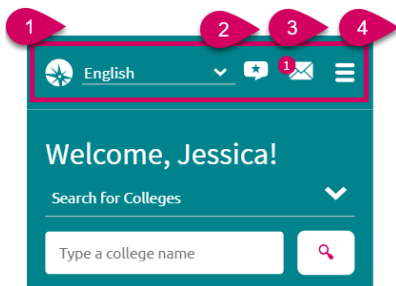 1 2 3 4
English 1
Welcome, Jessica!
Search for Colleges
Type a college name